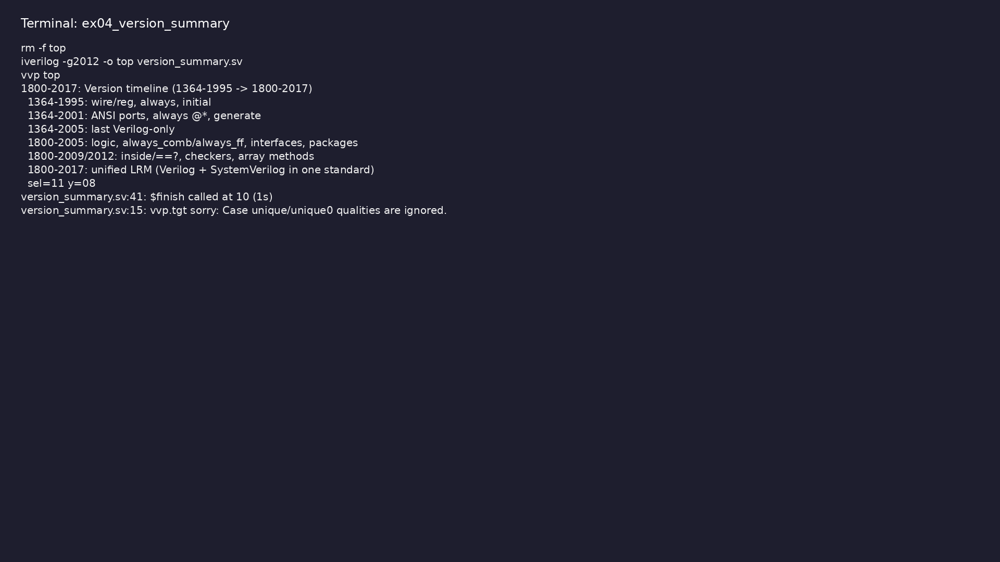 Terminal: ex04_version_summary
rm -f top
iverilog -g2012 -o top version_summary.sv
vvp top
1800-2017: Version timeline (1364-1995 -> 1800-2017)
  1364-1995: wire/reg, always, initial
  1364-2001: ANSI ports, always @*, generate
  1364-2005: last Verilog-only
  1800-2005: logic, always_comb/always_ff, interfaces, packages
  1800-2009/2012: inside/==?, checkers, array methods
  1800-2017: unified LRM (Verilog + SystemVerilog in one standard)
  sel=11 y=08
version_summary.sv:41: $finish called at 10 (1s)
version_summary.sv:15: vvp.tgt sorry: Case unique/unique0 qualities are ignored.